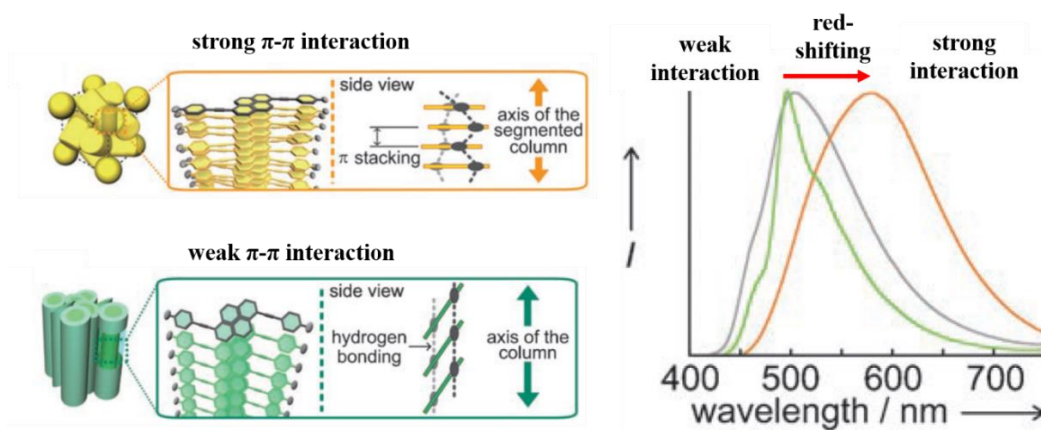 strong π-π interaction
side view
π stacking
axis of the
segmented
column
weak π-π interaction
side view
hydrogen
bonding
axis of the
column
red-
shifting
weak
interaction
strong
interaction
I
400 500 600 700
wavelength / nm